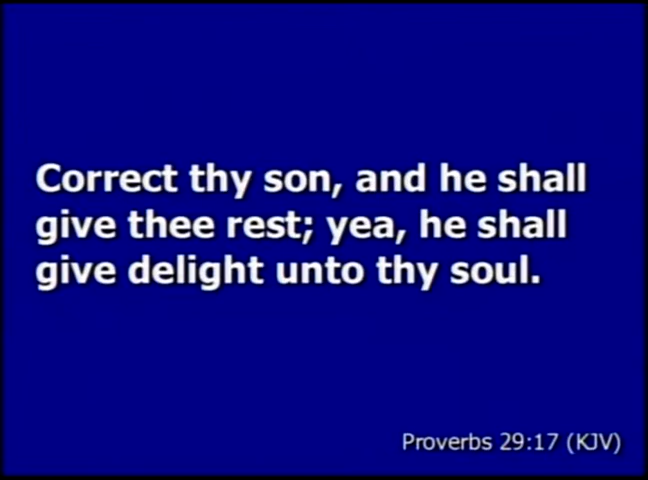 Correct thy son, and he shall
give thee rest; yea, he shall
give delight unto thy soul.
Proverbs 29:17 (KJV)